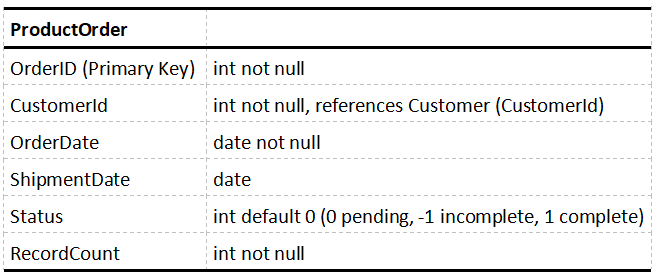 ProductOrder
OrderID (Primary Key) int not null
CustomerId int not null, references Customer (CustomerId)
OrderDate date not null
ShipmentDate date
Status int default 0 (0 pending, -1 incomplete, 1 complete)
RecordCount int not null